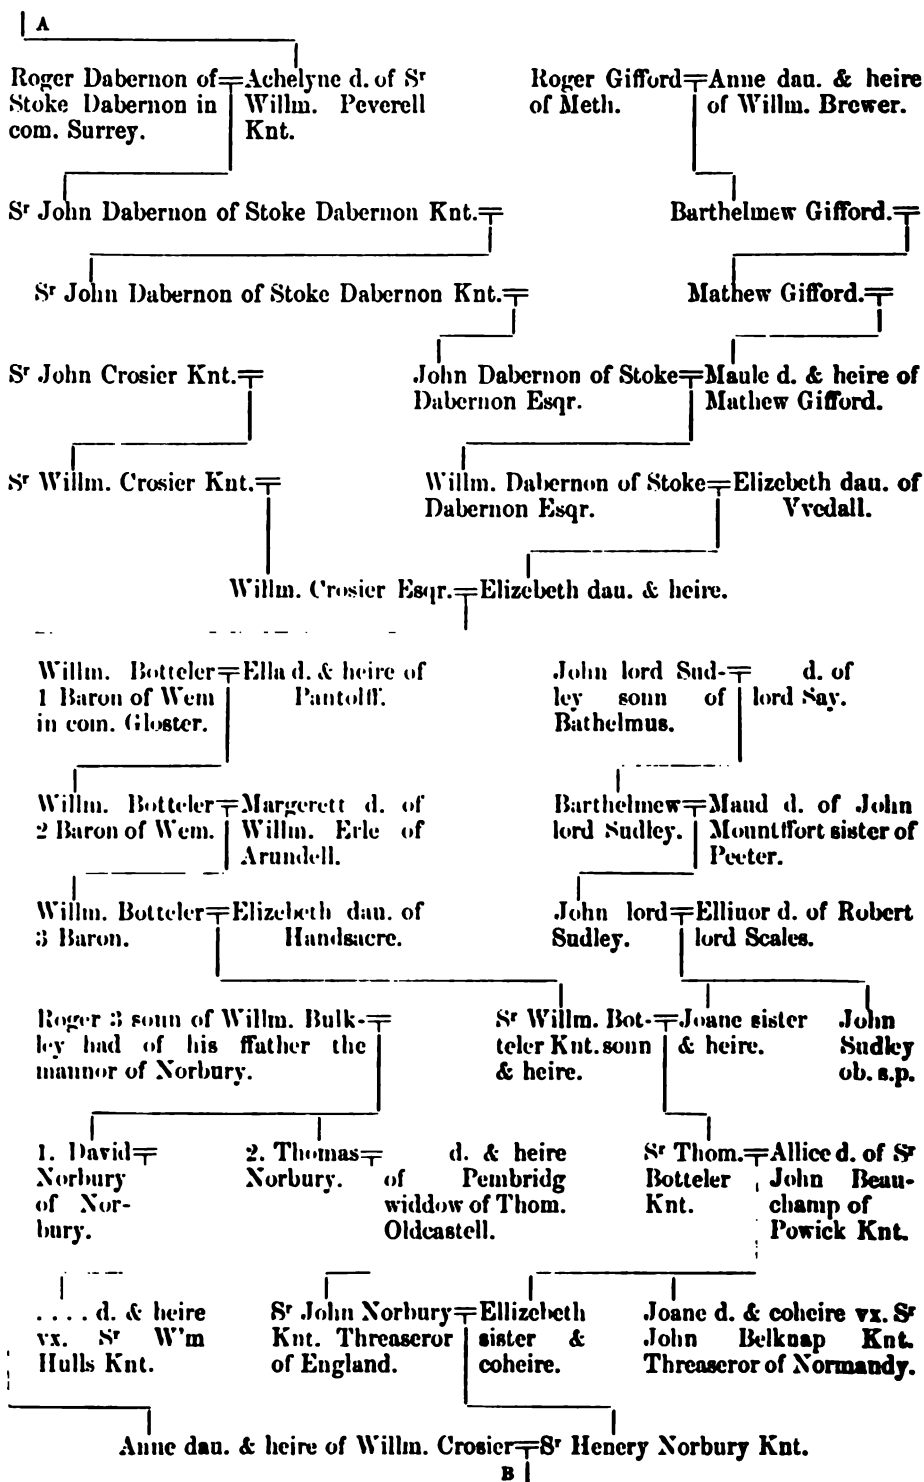 A
Roger Dabernon of Stoke Dabernon in com. Surrey.
Achelyne d. of Sr Willm. Peverell Knt.
Roger Gifford of Meth.
Anne dau. & heire of Willm. Brewer.
Sr John Dabernon of Stoke Dabernon Knt.
Barthelmew Gifford.
Sr John Dabernon of Stoke Dabernon Knt.
Mathew Gifford.
Sr John Crosier Knt.
John Dabernon of Stoke
Dabernon Esqr.
Maule d. & heire of
Mathew Gifford.
Sr Willm. Crosier Knt.
Willm. Dabernon of Stoke
Dabernon Esqr.
Elizebeth dau. of
Vvedall.
Willm. Crosier Esqr.
Elizebeth dau. & heire.
Willm. Botteler
1 Baron of Wem
in com. Gloster.
Ella d. & heire of
Pantolff.
John lord Sud-
ley sonn of
Bathelmus.
d. of
lord Say.
Willm. Botteler
2 Baron of Wem.
Margerett d. of
Willm. Erle of
Arundell.
Barthelmew
lord Sudley.
Maud d. of John
Mountffort sister of
Peeter.
Willm. Botteler
3 Baron.
Elizebeth dau. of
Handsacre.
John lord
Sudley.
Ellinor d. of Robert
lord Scales.
Roger 3 sonn of Willm. Bulk-
ley had of his ffather the
mannor of Norbury.
Sr Willm. Bot-
teler Knt. sonn
& heire.
Joane sister
& heire.
John
Sudley
ob. s.p.
1. David
Norbury
of Nor-
bury.
2. Thomas
Norbury.
d. & heire
of Pembridg
widdow of Thom.
Oldcastell.
Sr Thom.
Botteler
Knt.
Allice d. of Sr
John Beau-
champ of
Powick Knt.
.... d. & heire
vx. Sr W'm
Hulls Knt.
Sr John Norbury
Knt. Threaseror
of England.
Ellizebeth
sister &
coheire.
Joane d. & coheire vx. Sr
John Belknap Knt.
Threaseror of Normandy.
Anne dau. & heire of Willm. Crosier
Sr Henery Norbury Knt.
B